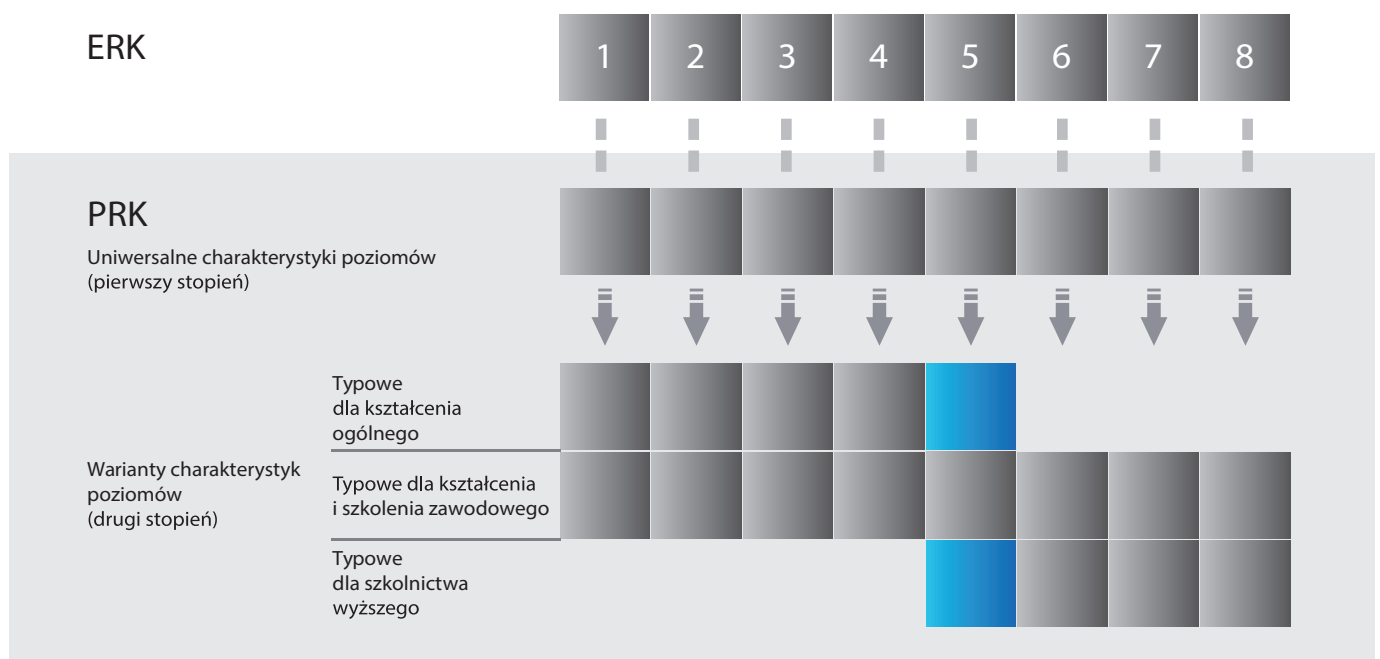 ERK
1 2 3 4 5 6 7 8
PRK
Uniwersalne charakterystyki poziomów
(pierwszy stopień)
Typowe
dla kształcenia
ogólnego
Warianty charakterystyk
poziomów
(drugi stopień)
Typowe dla kształcenia
i szkolenia zawodowego
Typowe
dla szkolnictwa
wyższego